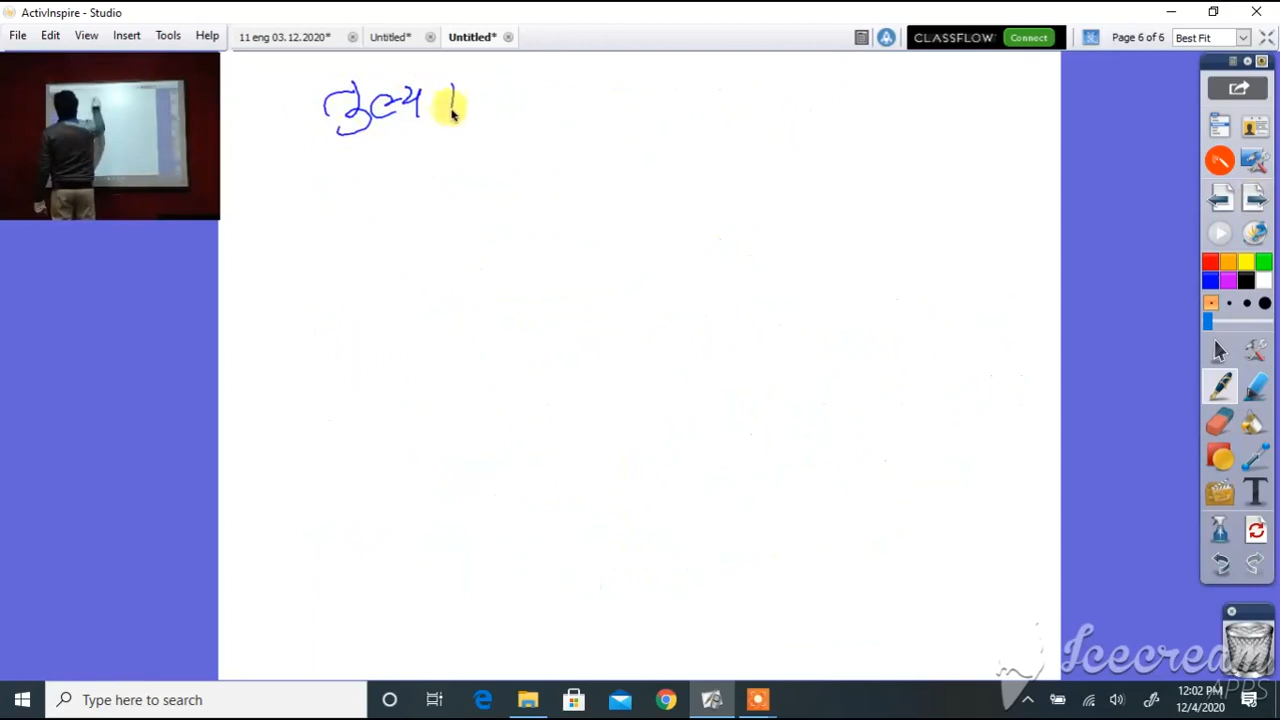 ActivInspire - Studio
File Edit View Insert Tools Help
11 eng 03.12.2020* Untitled* Untitled*
CLASSFLOW Connect Page 6 of 6 Best Fit
Icecream
APPS
Type here to search
12:02 PM
12/4/2020